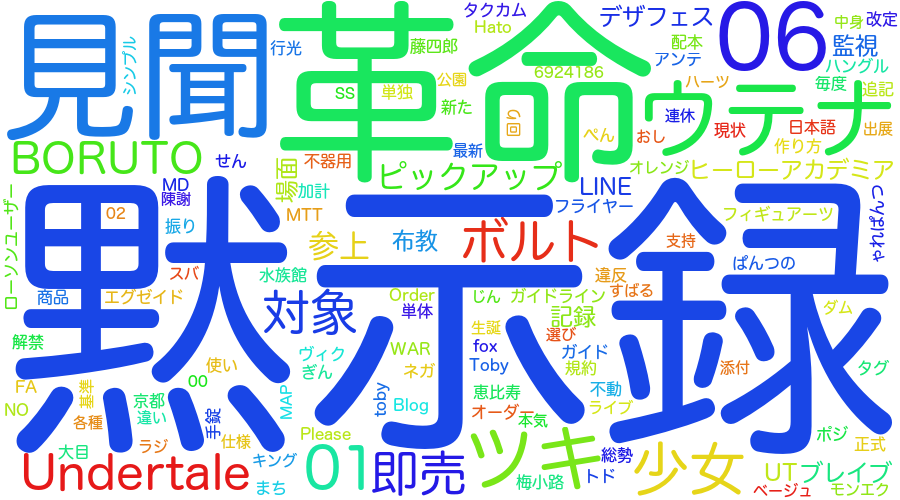 見聞
革命
06
黙示録
タクカム
Hato
デザフェス
改定
中身
藤四郎
配本
監視
行光
アンテ
シンプル
公園
6924186
ハングル
SS
単独
新た
ハーツ
毎度
追記
ウテナ
連休
り回
ぺん
おし
現状
日本語
出展
作り方
BORUTO
せん
不器用
最新
オレンジ
ヒーローアカデミア
ピックアップ
場面
MD
加計
LINE
陳謝
フライヤー
つんぱれゃ
ローソンユーザ
02
MTT
振り
参上
布教
ボルト
支持
フィギュアーツ
ぱんつの
スパ
水族館
違反
商品
エグゼイド
対象
Order
じん
ガイドライン
すばる
単体
記録
ダム
解禁
生誕
選び
WAR
fox
ガイド
ヴィク
ぎん
使い
ネガ
Toby
規約
添付
タグ
FA
基準
00
NO
京都
MAP
toby
Blog
恵比寿
不動
違い
手錠
各種
オーダー
ライブ
ポジ
本気
仕様
Please
正式
大目
ラジ
Undertale
キング
01
即売
ツキ
総勢
少女
UT
ブレイブ
まち
梅小路
トド
ベージュ
モンエク